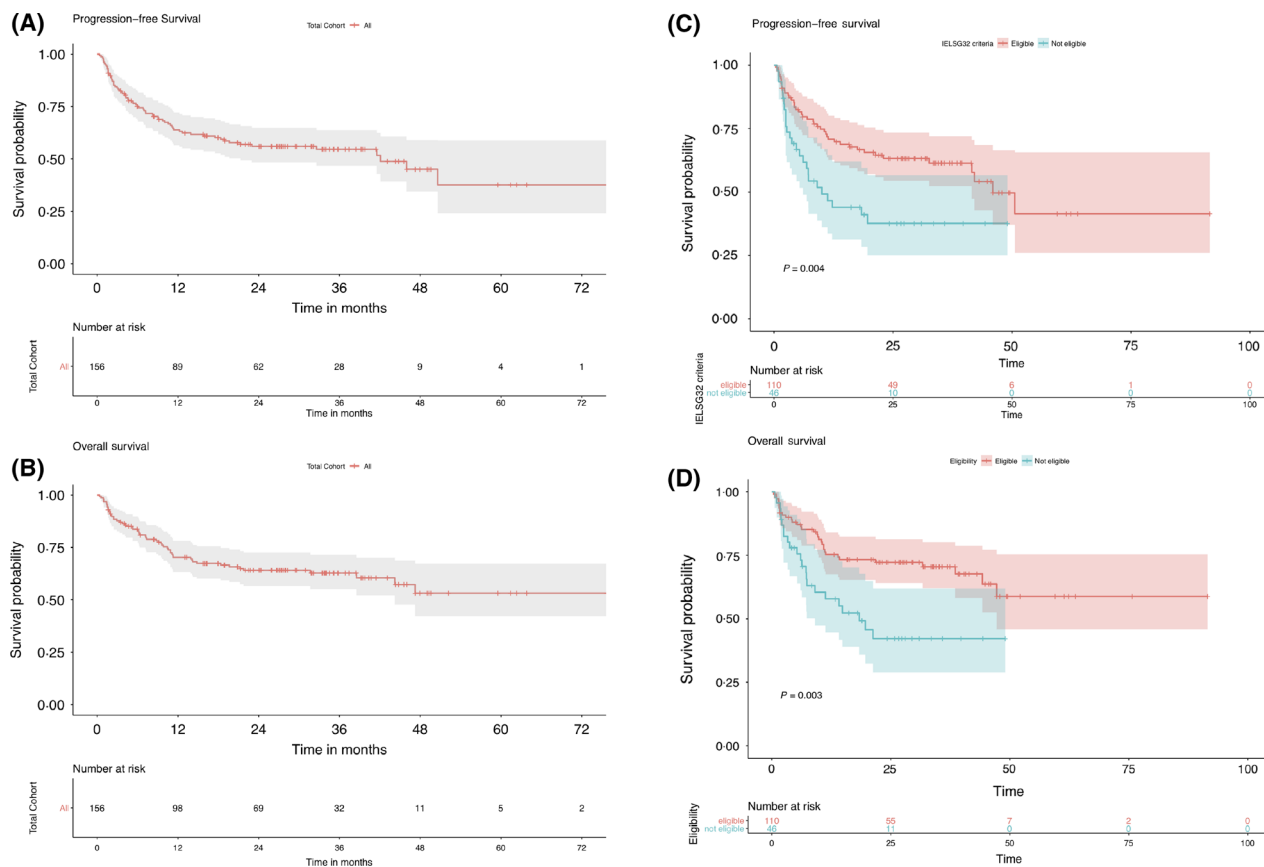 (A)
Progression-free Survival
Total Cohort All
1·00
0·75
0·50
0·25
0·00
Survival probability
0 12 24 36 48 60 72
Time in months
Number at risk
Total Cohort
All 156 89 62 28 9 4 1
0 12 24 36 48 60 72
Time in months
(B)
Overall survival
Total Cohort All
1·00
0·75
0·50
0·25
0·00
Survival probability
0 12 24 36 48 60 72
Time in months
Number at risk
Total Cohort
All 156 98 69 32 11 5 2
0 12 24 36 48 60 72
Time in months
(C)
Progression-free survival
IELSG32 criteria Eligible Not eligible
1·00
0·75
0·50
0·25
0·00
Survival probability
P = 0.004
0 25 50 75 100
Time
Number at risk
IELSG32 criteria
eligible 110 49 6 1 0
not eligible 46 10 0 0 0
0 25 50 75 100
Time
(D)
Overall survival
Eligibility Eligible Not eligible
1·00
0·75
0·50
0·25
0·00
Survival probability
P = 0.003
0 25 50 75 100
Time
Number at risk
Eligibility
eligible 110 55 7 2 0
not eligible 46 11 0 0 0
0 25 50 75 100
Time